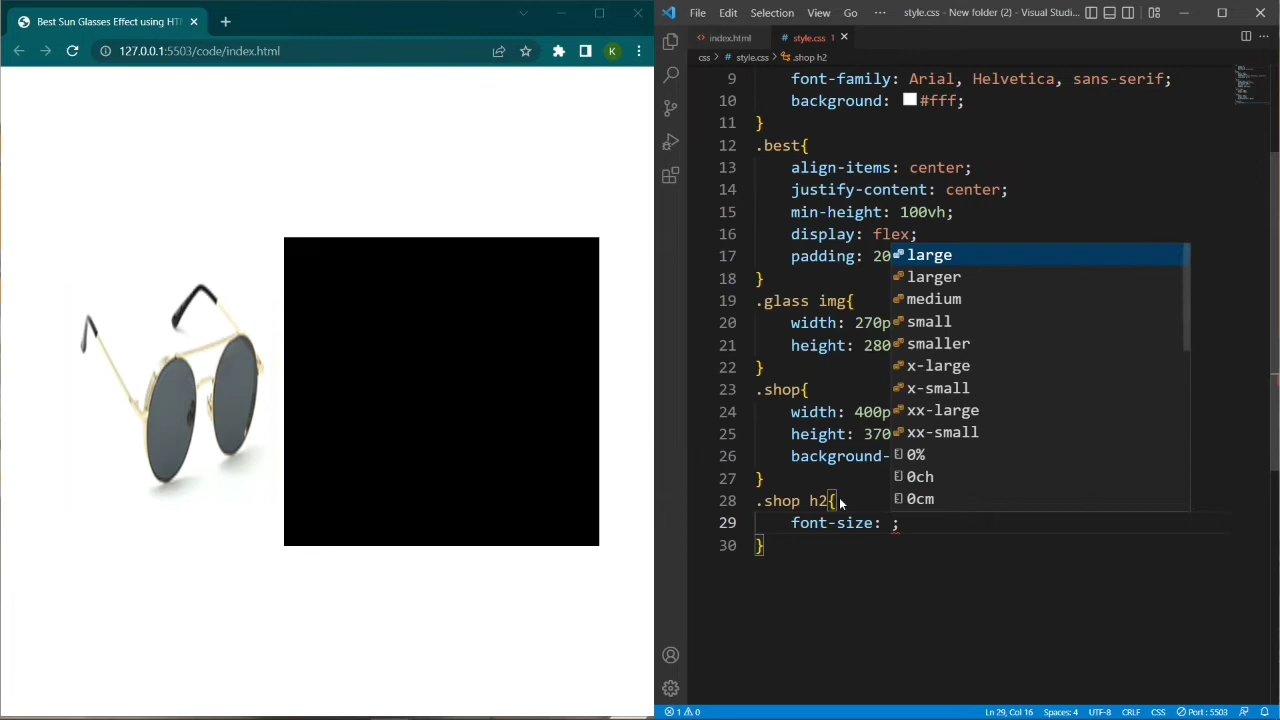 Best Sun Glasses Effect using HTM
127.0.0.1:5503/code/index.html
K
File Edit Selection View Go ··· style.css - New folder (2) - Visual Studi...
index.html
style.css 1
css > style.css > .shop h2
9 font-family: Arial, Helvetica, sans-serif;
10 background: #fff;
11 }
12 .best{
13 align-items: center;
14 justify-content: center;
15 min-height: 100vh;
16 display: flex;
17 padding: 20
18 }
19 .glass img{
20 width: 270p
21 height: 280
22 }
23 .shop{
24 width: 400p
25 height: 370
26 background-
27 }
28 .shop h2{
29 font-size: ;
30 }
large
larger
medium
small
smaller
x-large
x-small
xx-large
xx-small
0%
0ch
0cm
1 0
Ln 29, Col 16 Spaces: 4 UTF-8 CRLF CSS Port : 5503